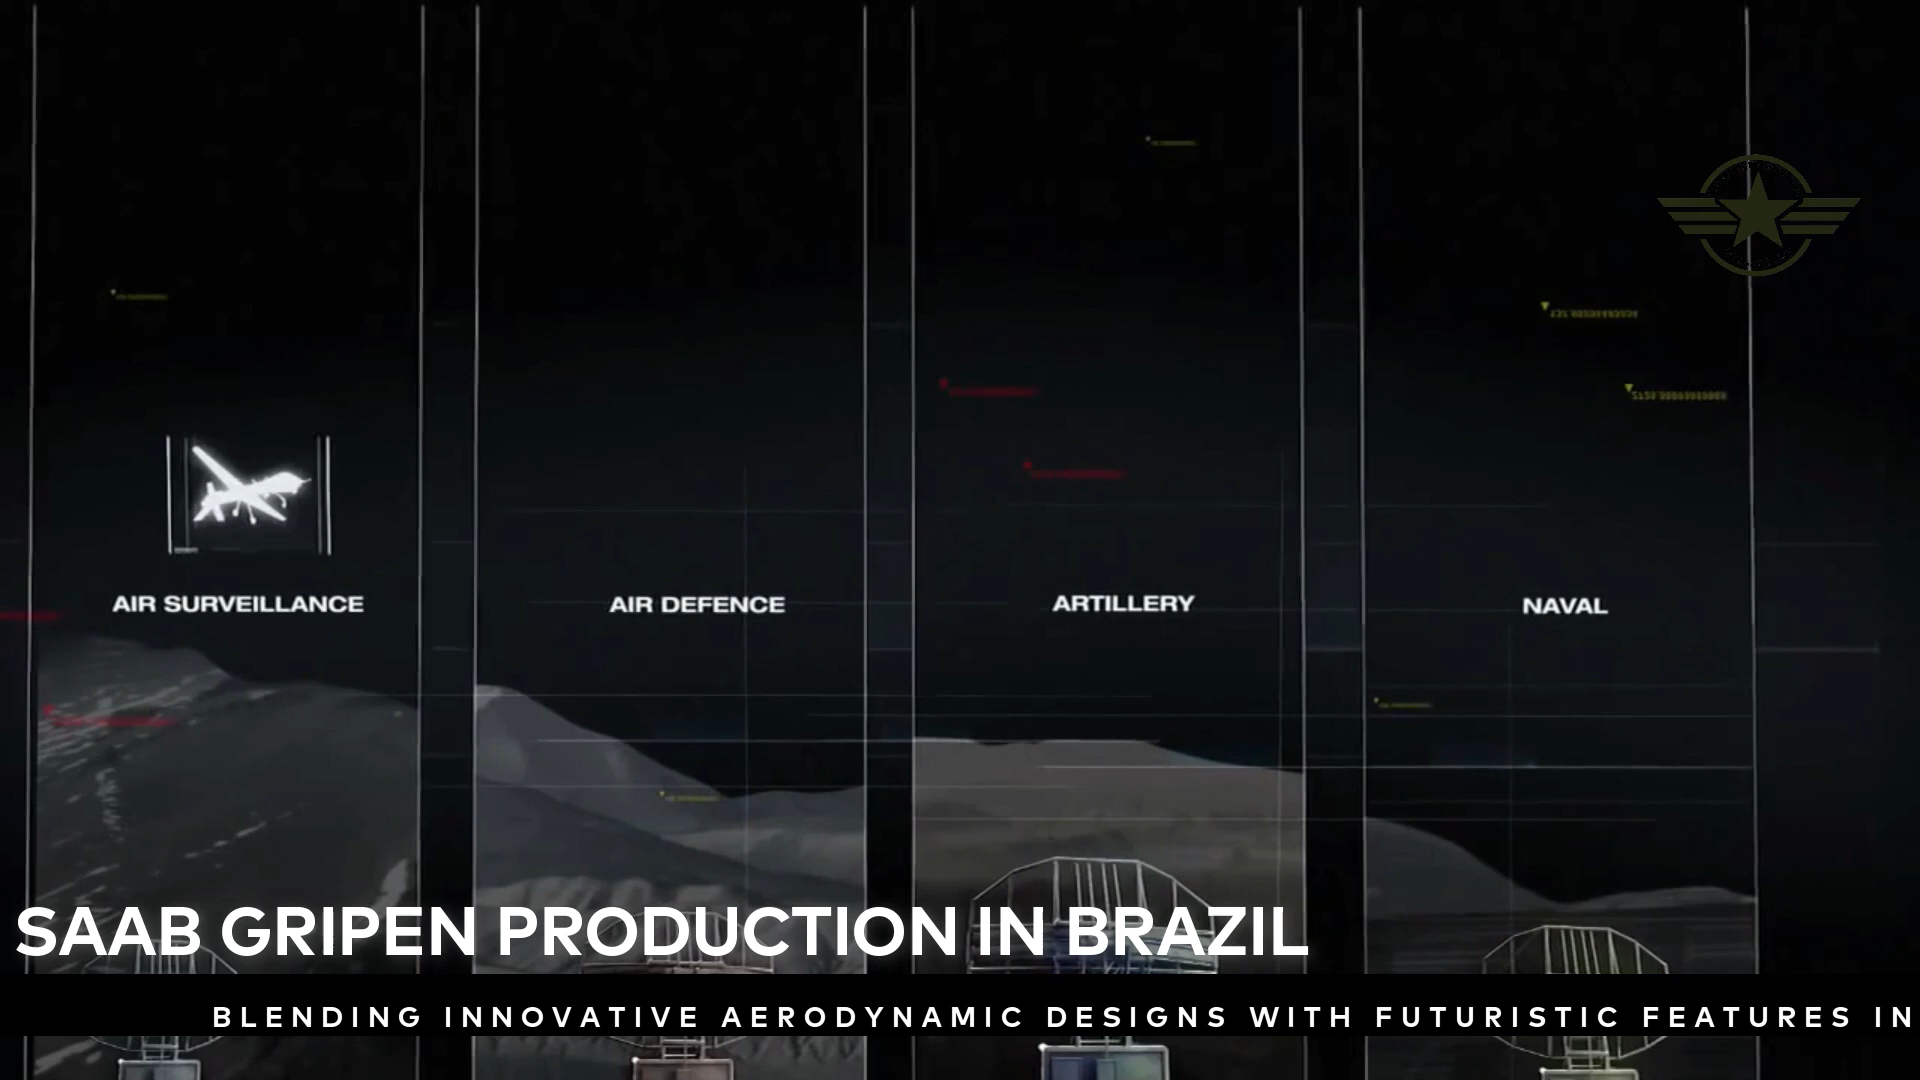 AIR SURVEILLANCE
AIR DEFENCE
ARTILLERY
NAVAL
SAAB GRIPEN PRODUCTION IN BRAZIL
BLENDING INNOVATIVE AERODYNAMIC DESIGNS WITH FUTURISTIC FEATURES IN